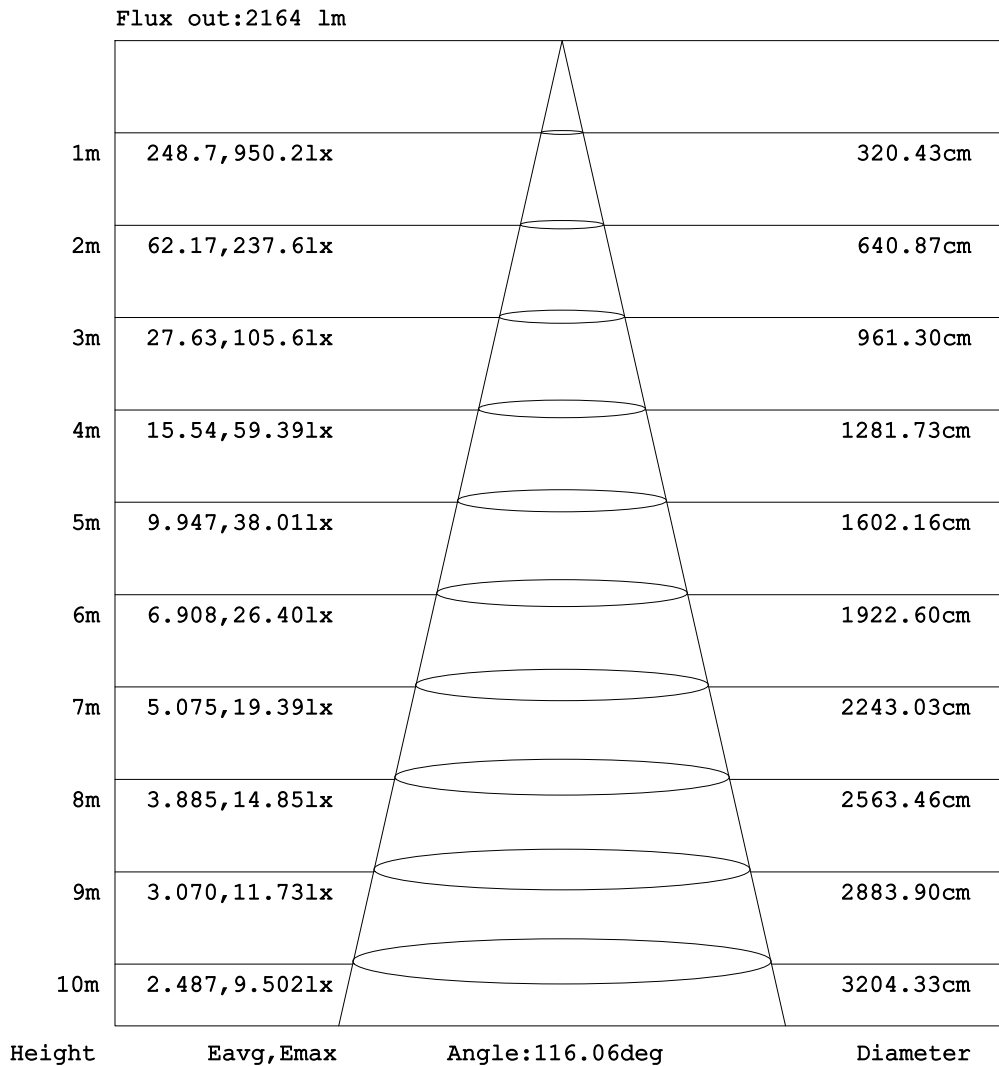 Flux out:2164 lm
1m 248.7,950.2lx 320.43cm
2m 62.17,237.6lx 640.87cm
3m 27.63,105.6lx 961.30cm
4m 15.54,59.39lx 1281.73cm
5m 9.947,38.01lx 1602.16cm
6m 6.908,26.40lx 1922.60cm
7m 5.075,19.39lx 2243.03cm
8m 3.885,14.85lx 2563.46cm
9m 3.070,11.73lx 2883.90cm
10m 2.487,9.502lx 3204.33cm
Height Eavg,Emax Angle:116.06deg Diameter